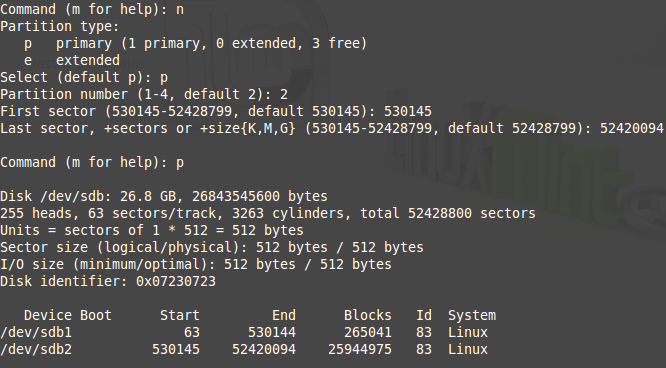 Command (m for help): n
Partition type:
   p   primary (1 primary, 0 extended, 3 free)
   e   extended
Select (default p): p
Partition number (1-4, default 2): 2
First sector (530145-52428799, default 530145): 530145
Last sector, +sectors or +size{K,M,G} (530145-52428799, default 52428799): 52420094
Command (m for help): p
Disk /dev/sdb: 26.8 GB, 26843545600 bytes
255 heads, 63 sectors/track, 3263 cylinders, total 52428800 sectors
Units = sectors of 1 * 512 = 512 bytes
Sector size (logical/physical): 512 bytes / 512 bytes
I/O size (minimum/optimal): 512 bytes / 512 bytes
Disk identifier: 0x07230723
   Device Boot      Start         End      Blocks   Id  System
/dev/sdb1              63      530144      265041   83  Linux
/dev/sdb2          530145    52420094    25944975   83  Linux